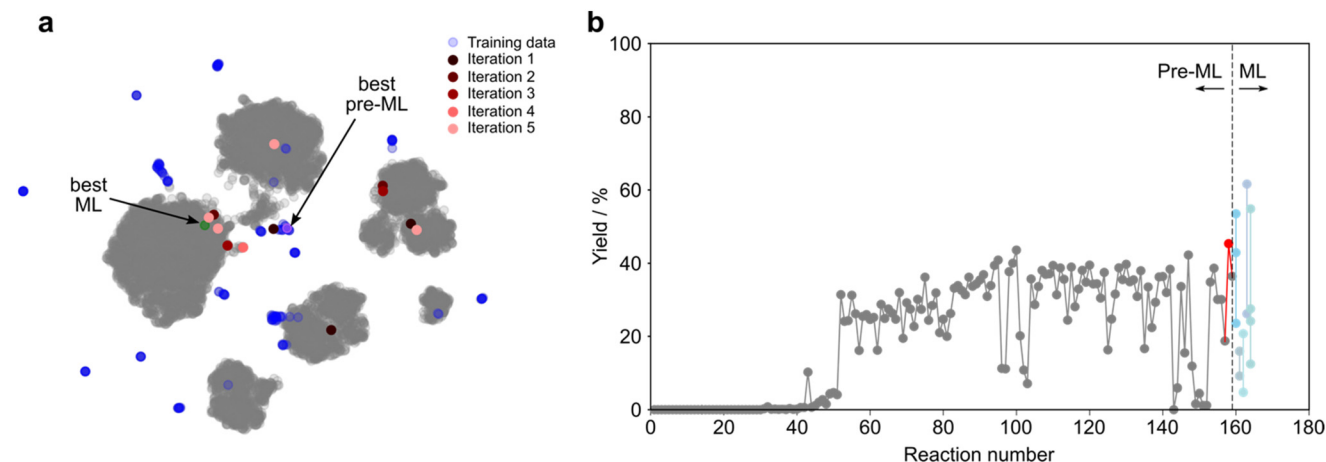 a
Training data
Iteration 1
Iteration 2
Iteration 3
Iteration 4
Iteration 5
best
pre-ML
best
ML
b
100
80
60
40
20
0
Yield / %
Pre-ML
ML
0
20
40
60
80
100
120
140
160
180
Reaction number